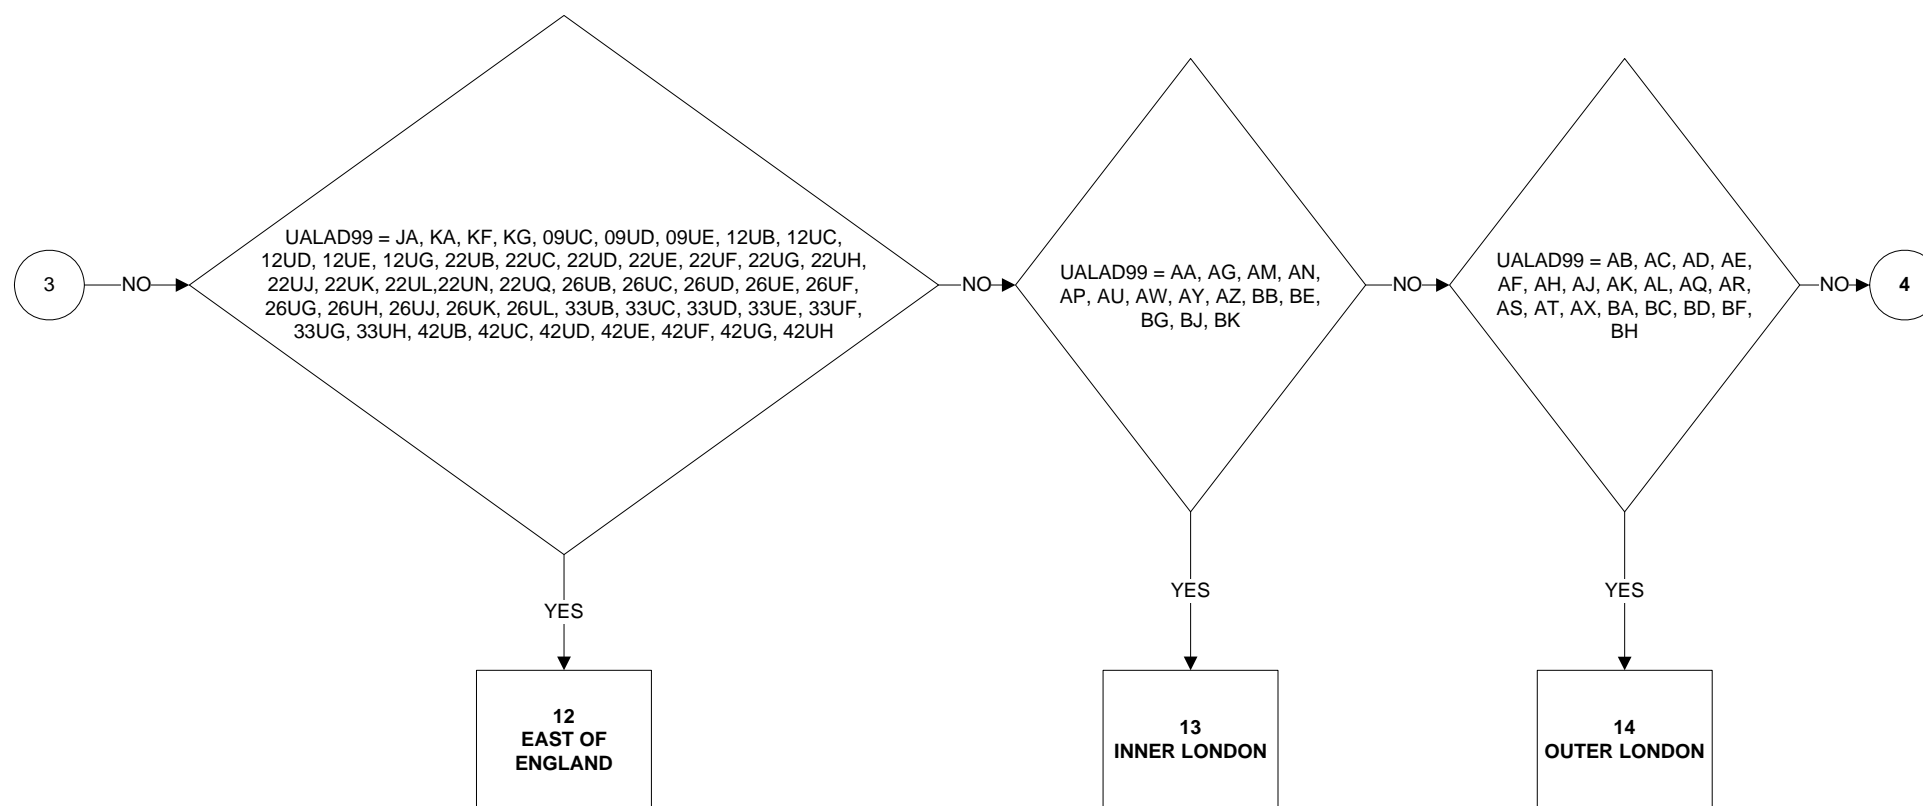 3
NO
UALAD99 = JA, KA, KF, KG, 09UC, 09UD, 09UE, 12UB, 12UC,
12UD, 12UE, 12UG, 22UB, 22UC, 22UD, 22UE, 22UF, 22UG, 22UH,
22UJ, 22UK, 22UL,22UN, 22UQ, 26UB, 26UC, 26UD, 26UE, 26UF,
26UG, 26UH, 26UJ, 26UK, 26UL, 33UB, 33UC, 33UD, 33UE, 33UF,
33UG, 33UH, 42UB, 42UC, 42UD, 42UE, 42UF, 42UG, 42UH
NO
UALAD99 = AA, AG, AM, AN,
AP, AU, AW, AY, AZ, BB, BE,
BG, BJ, BK
NO
UALAD99 = AB, AC, AD, AE,
AF, AH, AJ, AK, AL, AQ, AR,
AS, AT, AX, BA, BC, BD, BF,
BH
NO
4
YES
YES
YES
12
EAST OF
ENGLAND
13
INNER LONDON
14
OUTER LONDON